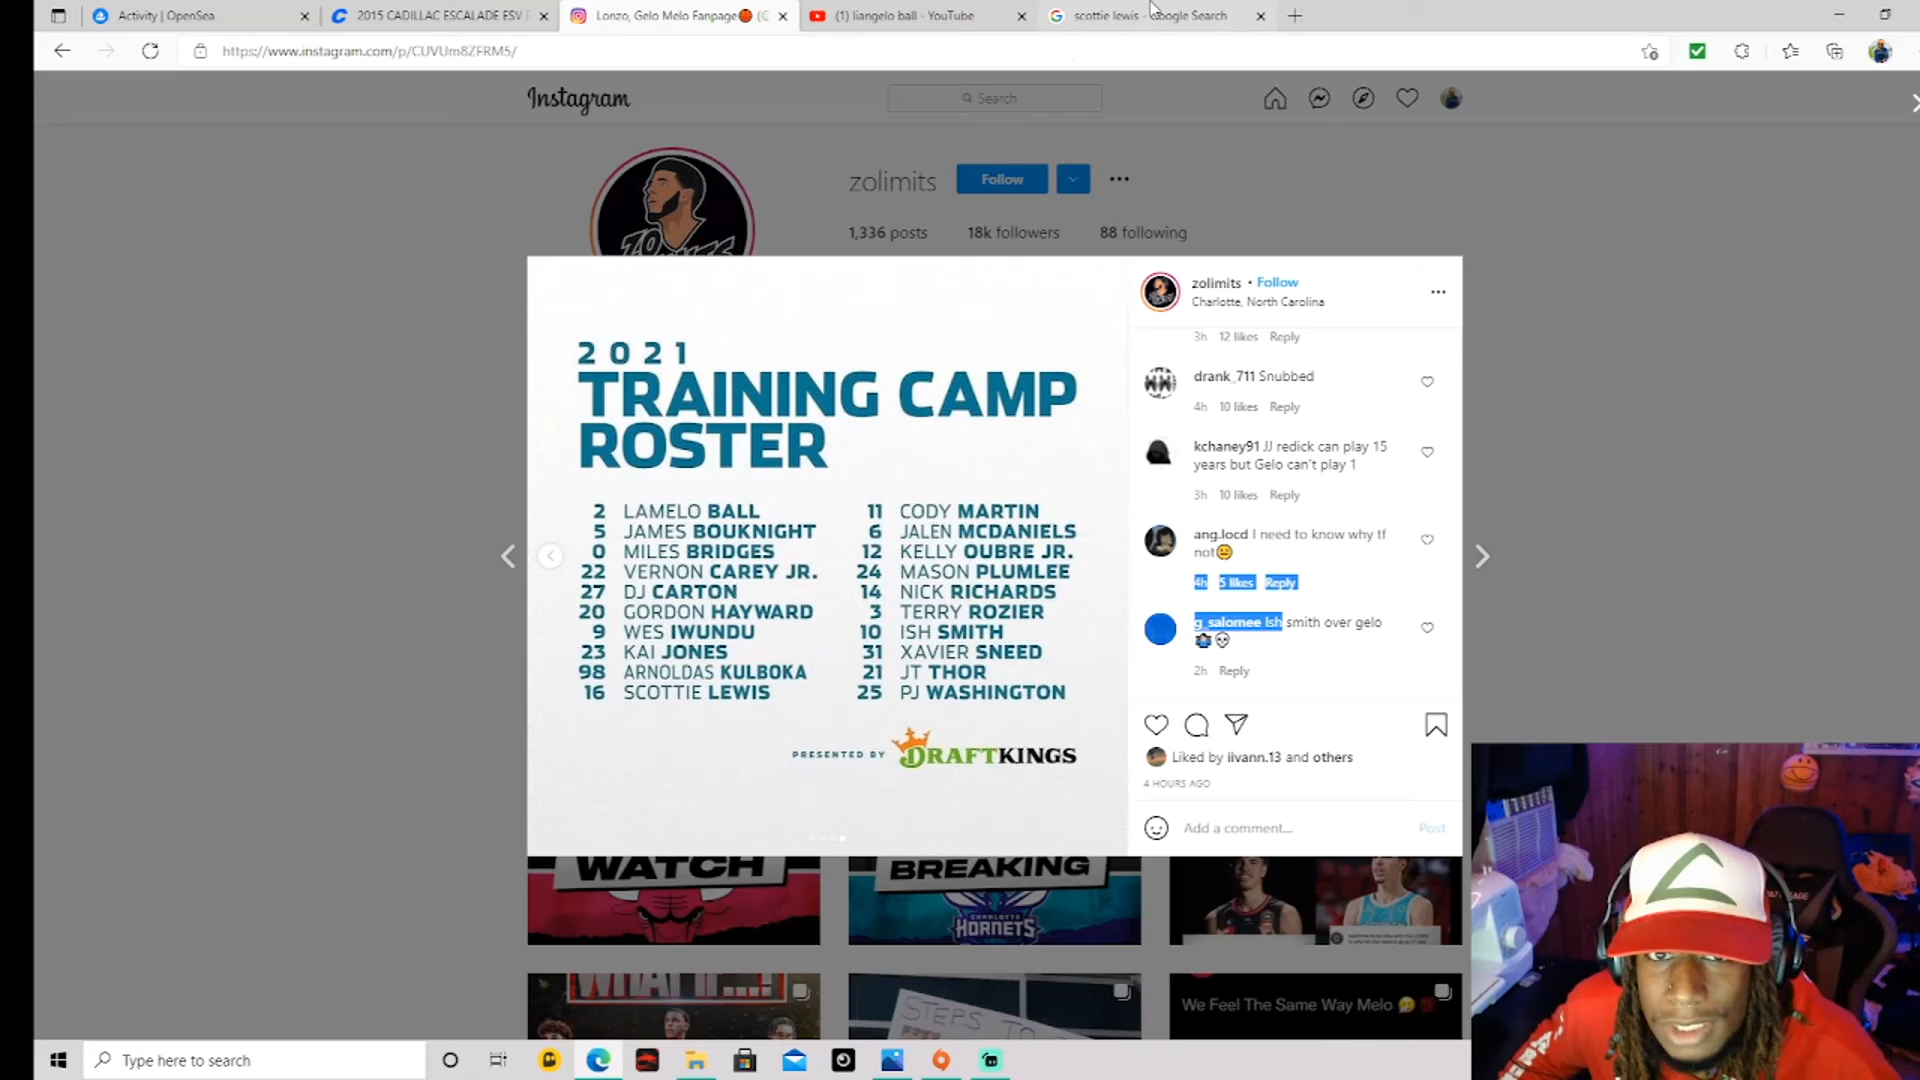 Activity | OpenSea
2015 CADILLAC ESCALADE ESV P
Lonzo, Gelo Melo Fanpage🏀 (@
(1) liangelo ball - YouTube
scottie lewis - Google Search
https://www.instagram.com/p/CUVUm8ZFRM5/
Instagram
Search
zolimits
Follow
1,336 posts 18k followers 88 following
2021
TRAINING CAMP
ROSTER
2 LAMELO BALL
5 JAMES BOUKNIGHT
0 MILES BRIDGES
22 VERNON CAREY JR.
27 DJ CARTON
20 GORDON HAYWARD
9 WES IWUNDU
23 KAI JONES
98 ARNOLDAS KULBOKA
16 SCOTTIE LEWIS
11 CODY MARTIN
6 JALEN MCDANIELS
12 KELLY OUBRE JR.
24 MASON PLUMLEE
14 NICK RICHARDS
3 TERRY ROZIER
10 ISH SMITH
31 XAVIER SNEED
21 JT THOR
25 PJ WASHINGTON
PRESENTED BY DRAFTKINGS
zolimits • Follow
Charlotte, North Carolina
3h 12 likes Reply
drank_711 Snubbed
4h 10 likes Reply
kchaney91 JJ redick can play 15
years but Gelo can't play 1
3h 10 likes Reply
ang.locd I need to know why tf
not😐
4h 5 likes Reply
g_salomee Ish smith over gelo
2h Reply
Liked by iivann.13 and others
4 HOURS AGO
Add a comment...
Post
WATCH
BREAKING
CHARLOTTE
HORNETS
WHAT IF...!
STEPS TO
We Feel The Same Way Melo
Type here to search